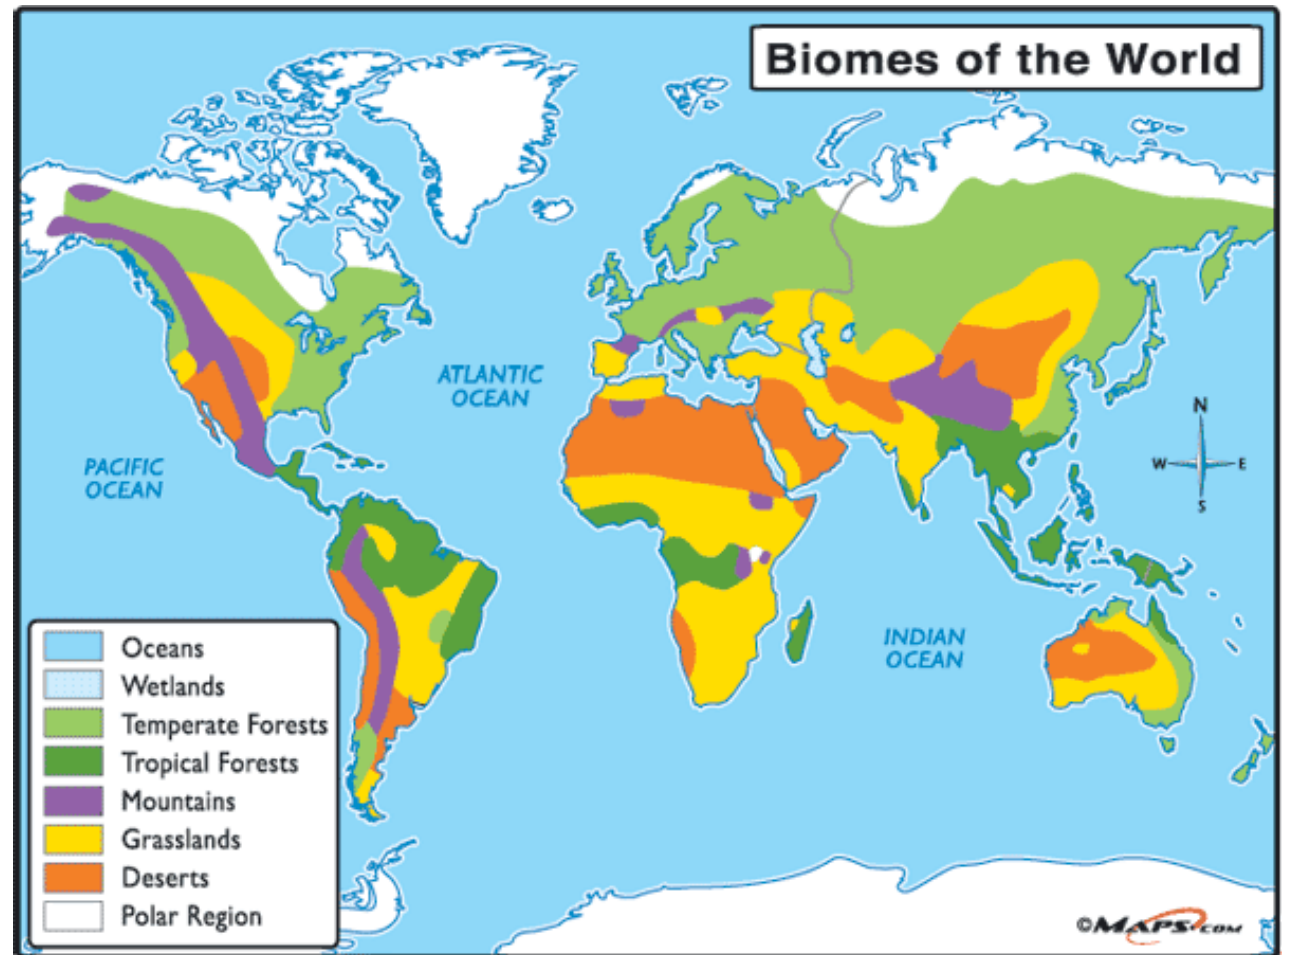 Biomes of the World
ATLANTIC
OCEAN
PACIFIC
OCEAN
N
W
E
S
INDIAN
OCEAN
Oceans
Wetlands
Temperate Forests
Tropical Forests
Mountains
Grasslands
Deserts
Polar Region
©MAPS.COM